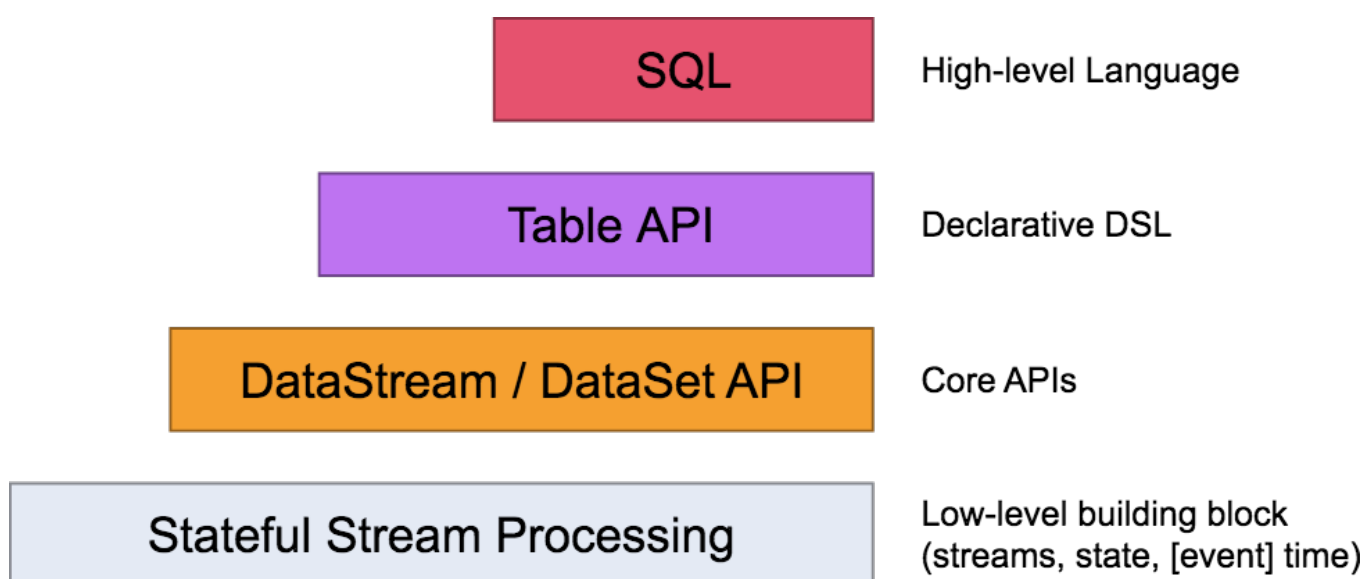 SQL
High-level Language
Table API
Declarative DSL
DataStream / DataSet API
Core APIs
Stateful Stream Processing
Low-level building block
(streams, state, [event] time)